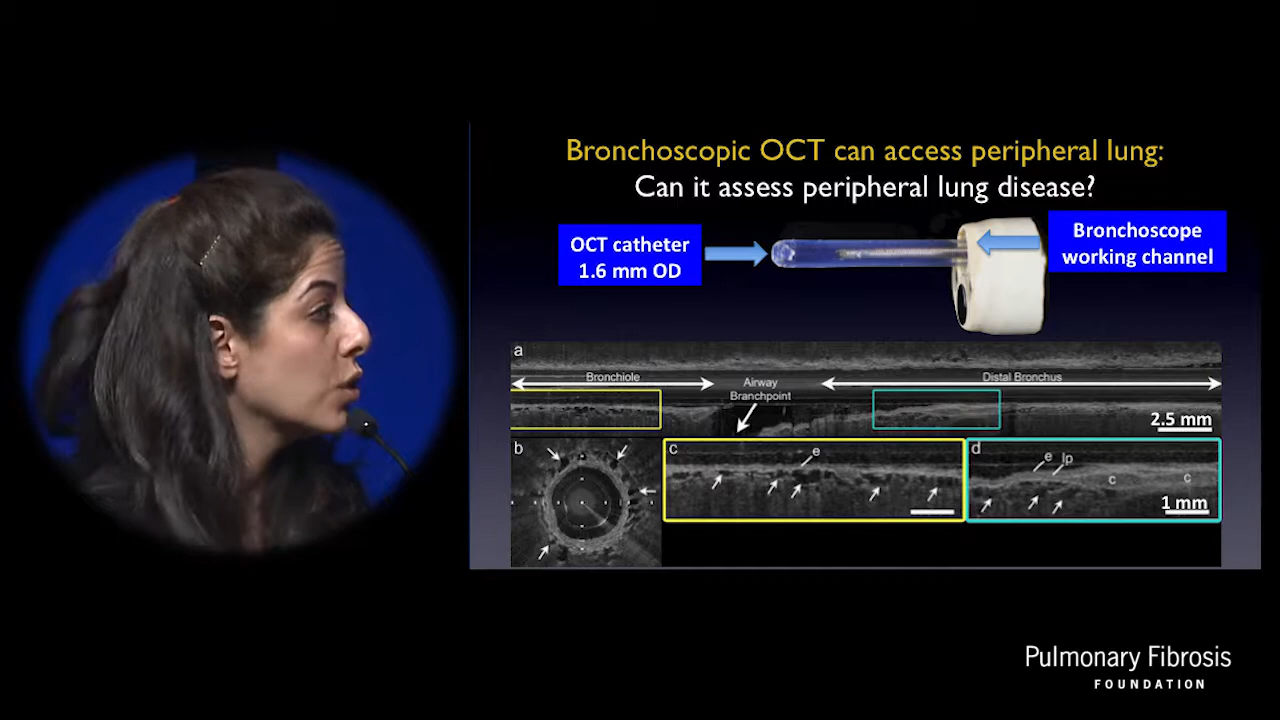 Bronchoscopic OCT can access peripheral lung:
Can it assess peripheral lung disease?
OCT catheter
1.6 mm OD
Bronchoscope
working channel
a
Bronchiole
Airway
Branchpoint
Distal Bronchus
2.5 mm
b
c
e
d
e
lp
c
c
1 mm
Pulmonary Fibrosis
FOUNDATION